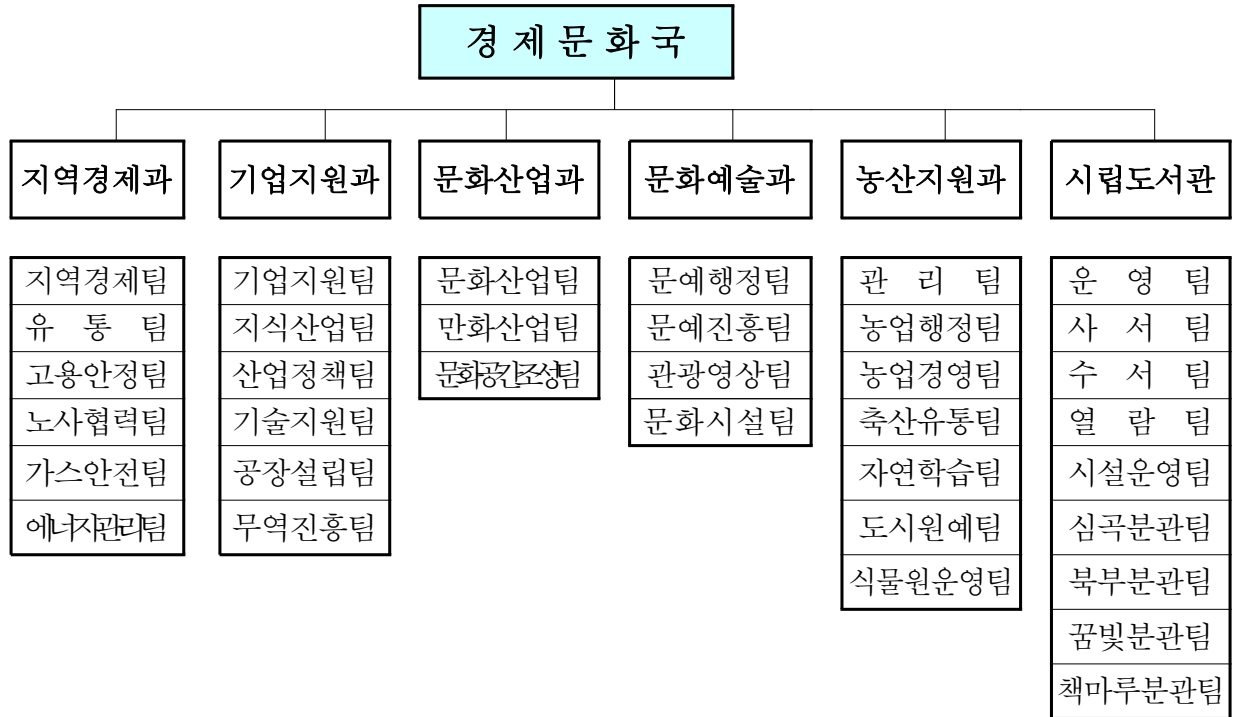 경 제 문 화 국
지역경제과 기업지원과 문화산업과 문화예술과 농산지원과 시립도서관
지역경제팀 기업지원팀 문화산업팀 문예행정팀 관 리 팀 운 영 팀
유 통 팀 지식산업팀 만화산업팀 문예진흥팀 농업행정팀 사 서 팀
고용안정팀 산업정책팀 문화공간조성팀 관광영상팀 농업경영팀 수 서 팀
노사협력팀 기술지원팀 문화시설팀 축산유통팀 열 람 팀
가스안전팀 공장설립팀 자연학습팀 시설운영팀
에너지관리팀 무역진흥팀 도시원예팀 심곡분관팀
식물원운영팀 북부분관팀
꿈빛분관팀
책마루분관팀